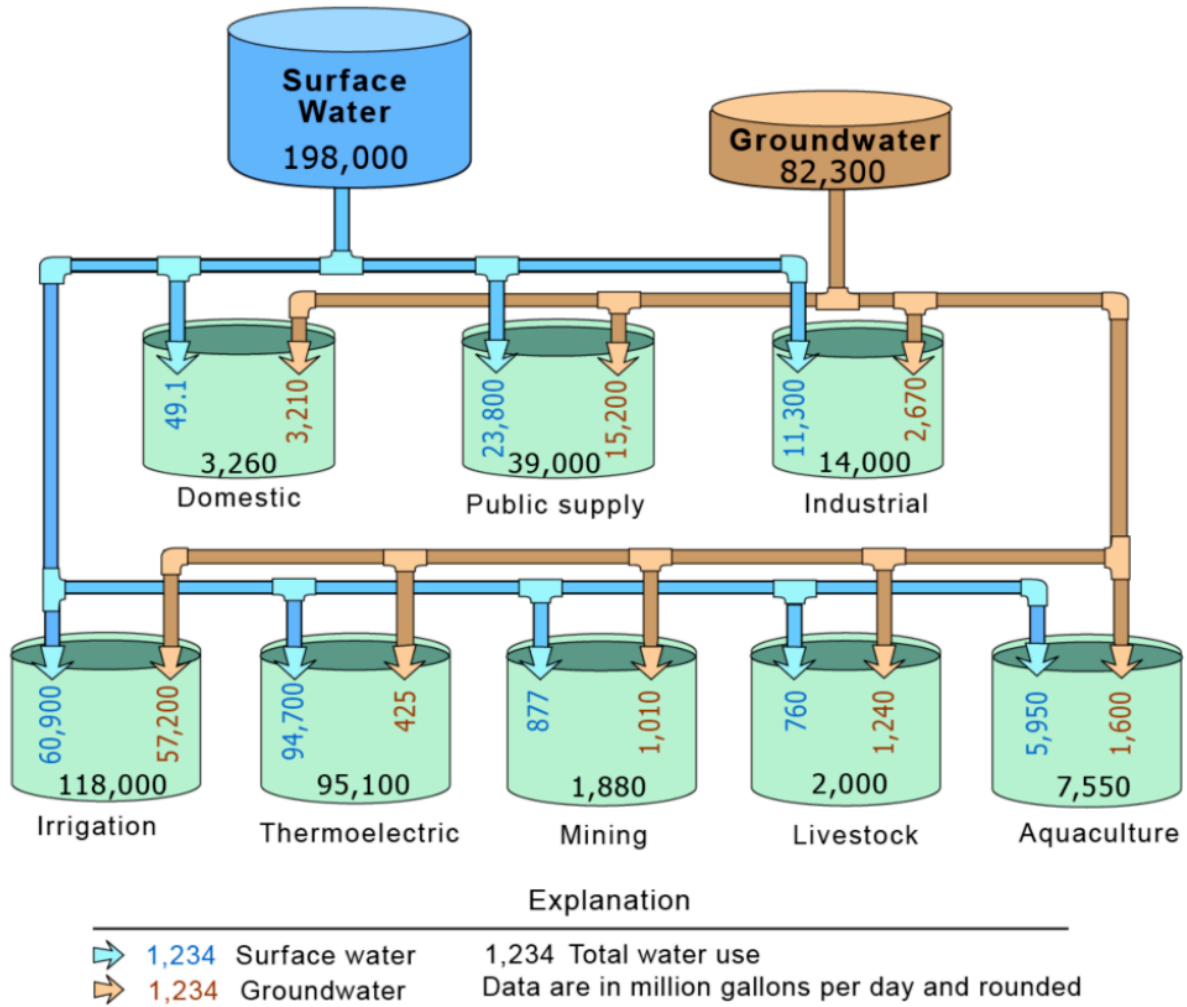 Surface
Water
198,000
Groundwater
82,300
49.1
3,210
3,260
Domestic
23,800
15,200
39,000
Public supply
11,300
2,670
14,000
Industrial
60,900
57,200
118,000
Irrigation
94,700
425
95,100
Thermoelectric
877
1,010
1,880
Mining
760
1,240
2,000
Livestock
5,950
1,600
7,550
Aquaculture
Explanation
1,234 Surface water 1,234 Total water use
1,234 Groundwater Data are in million gallons per day and rounded